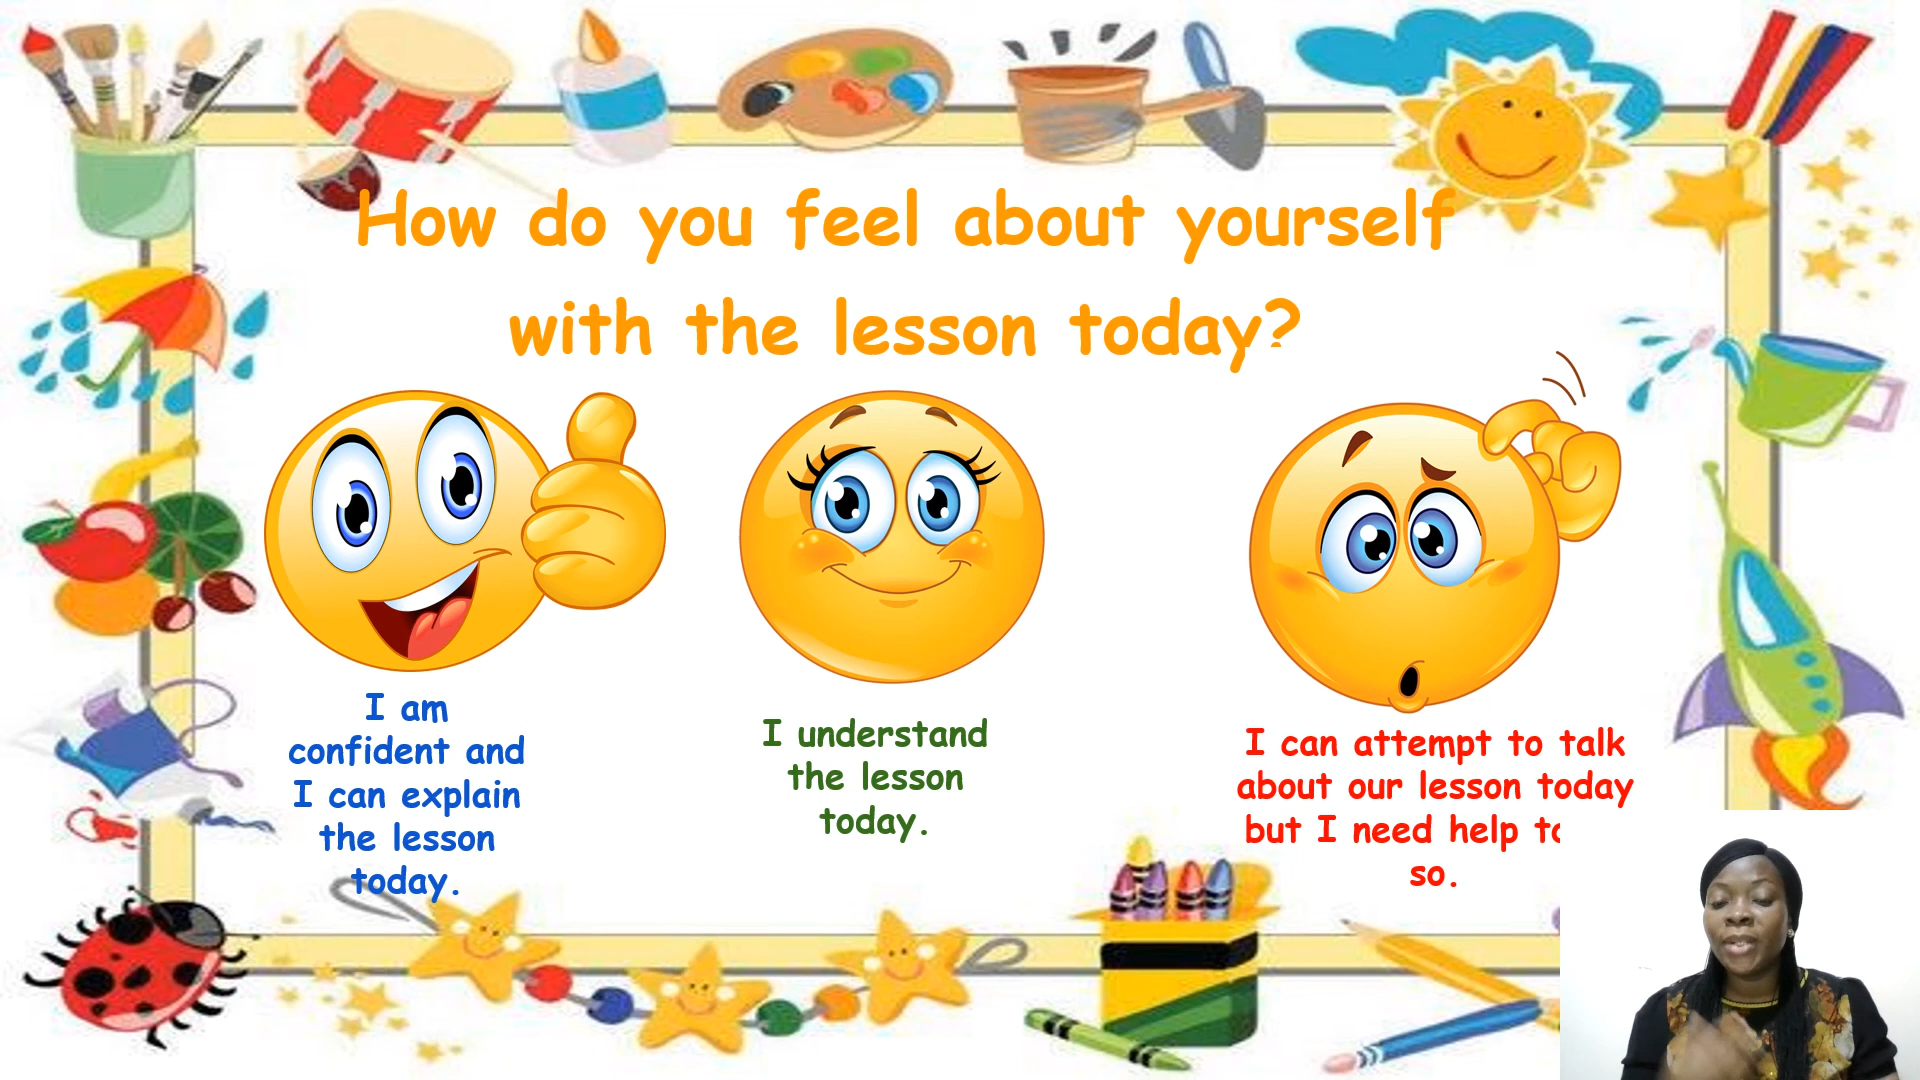 How do you feel about yourself
with the lesson today?
I am
confident and
I can explain
the lesson
today.
I understand
the lesson
today.
I can attempt to talk
about our lesson today
but I need help
so.